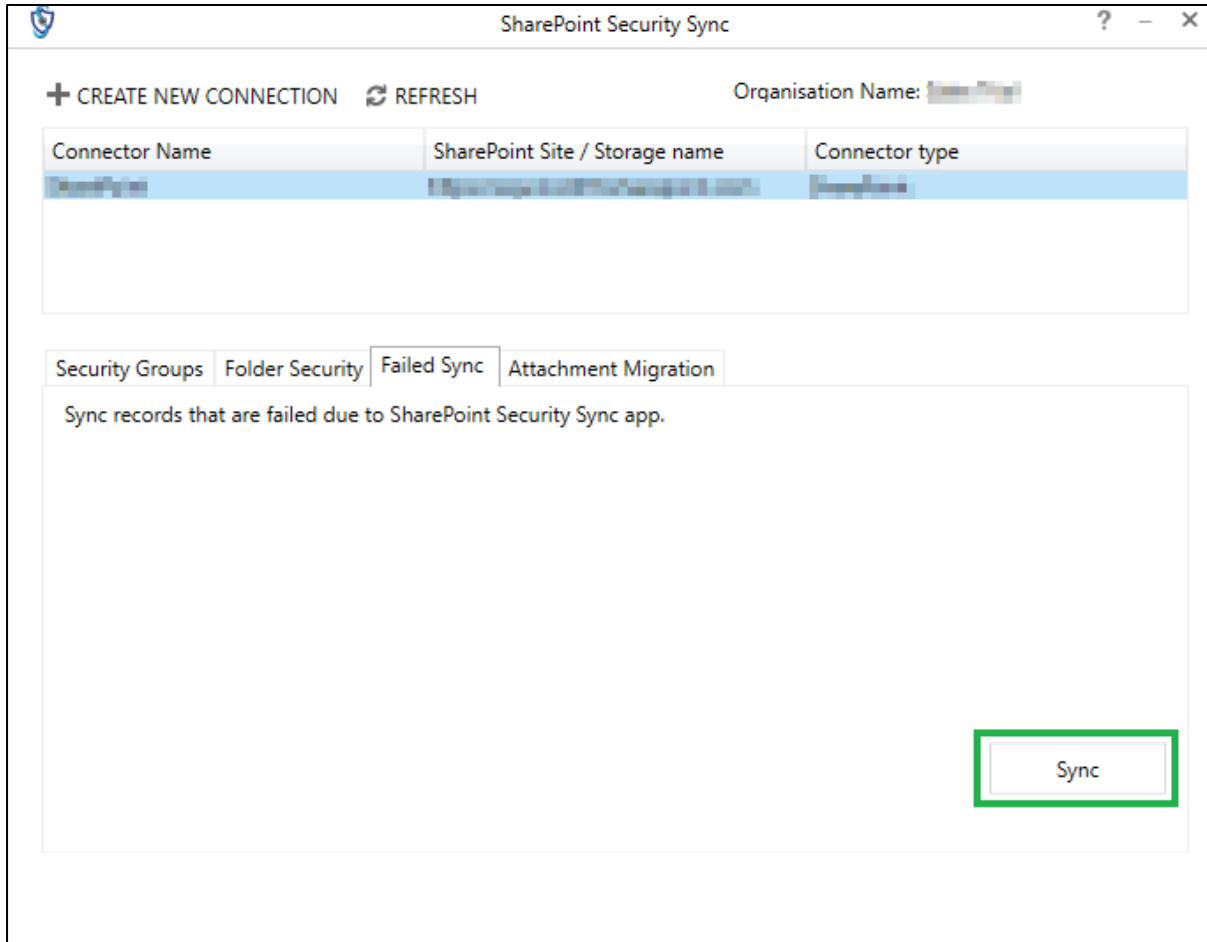 SharePoint Security Sync
CREATE NEW CONNECTION REFRESH Organisation Name:
Connector Name SharePoint Site / Storage name Connector type
Security Groups Folder Security Failed Sync Attachment Migration
Sync records that are failed due to SharePoint Security Sync app.
Sync